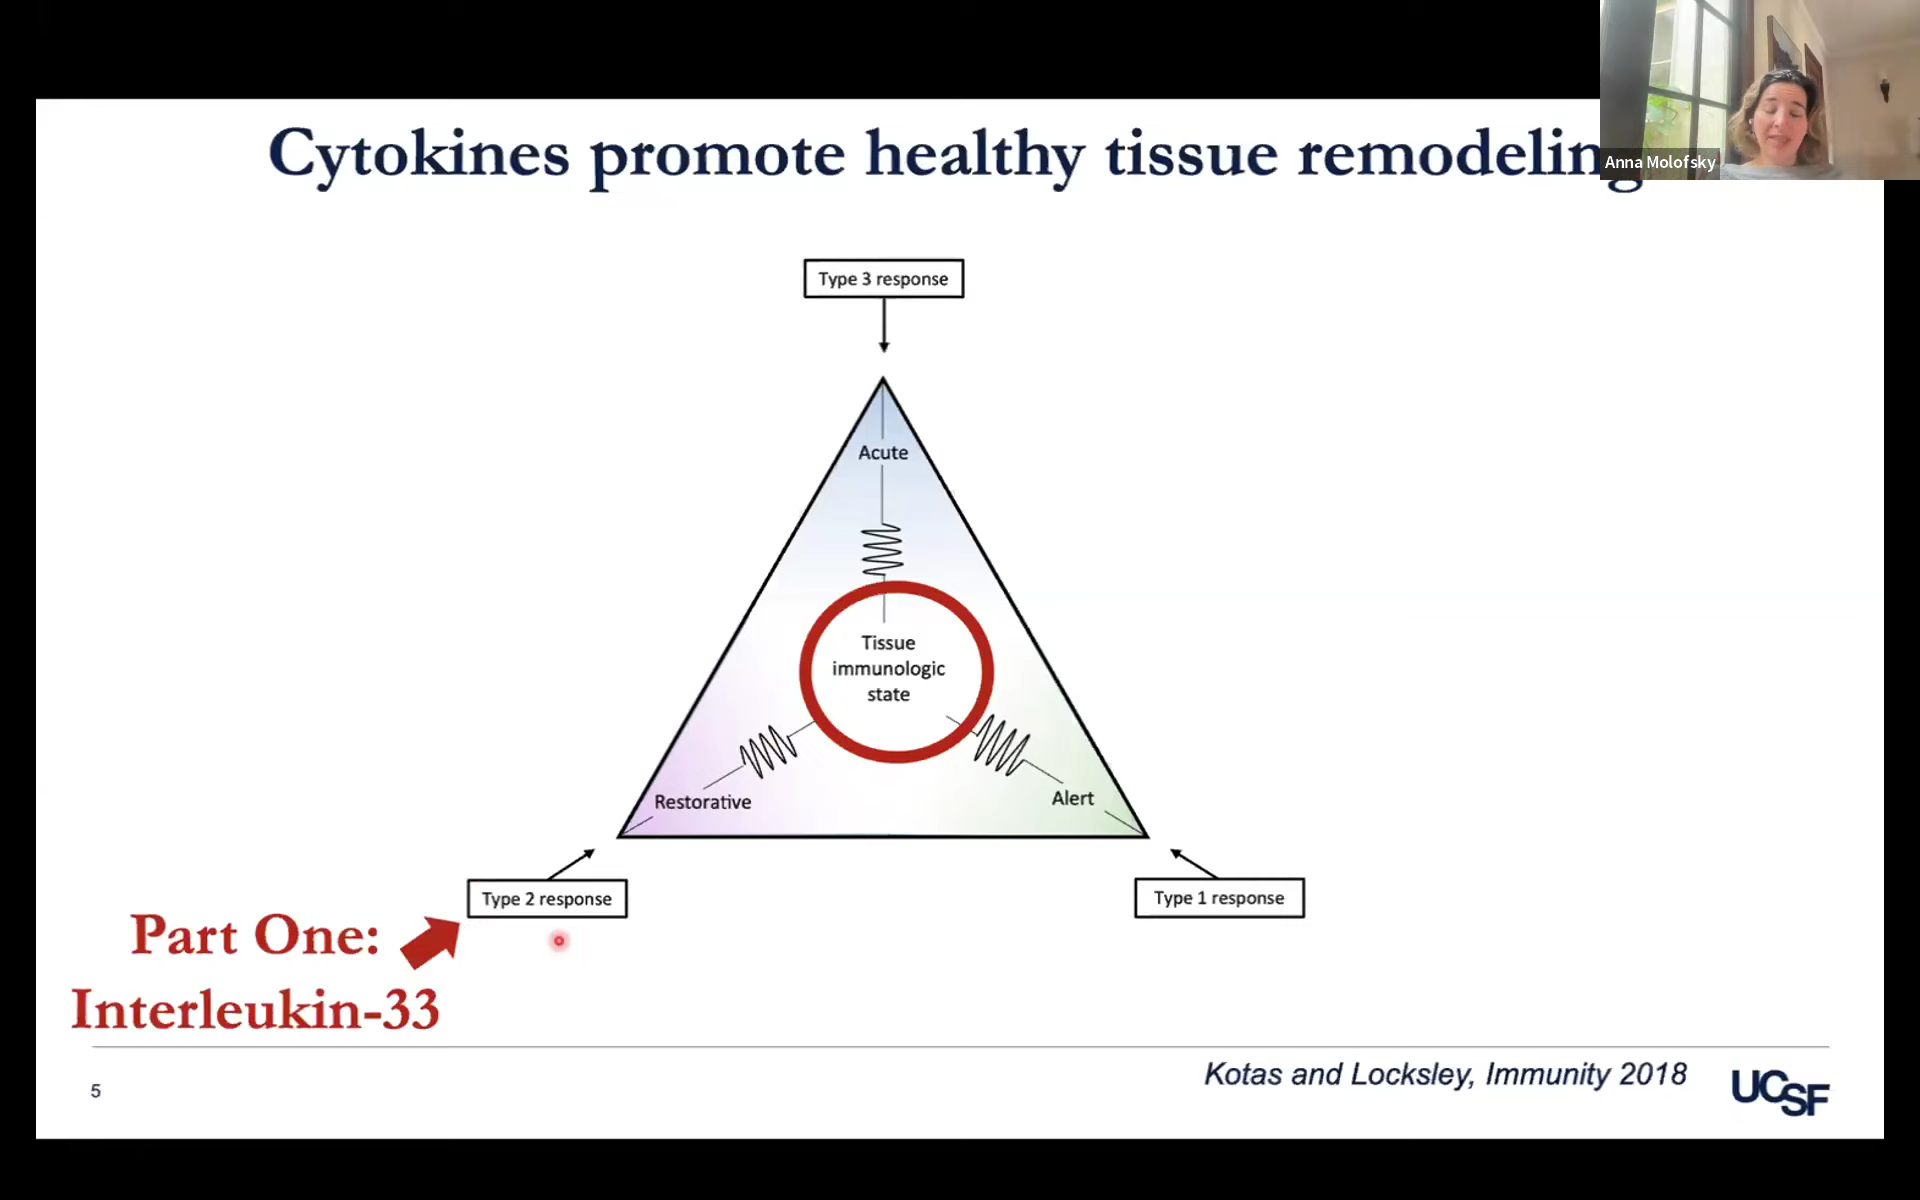 Cytokines promote healthy tissue remodeling
Anna Molofsky
Type 3 response
Acute
Tissue
immunologic
state
Restorative
Alert
Type 2 response
Type 1 response
Part One:
Interleukin-33
Kotas and Locksley, Immunity 2018
5
UCSF